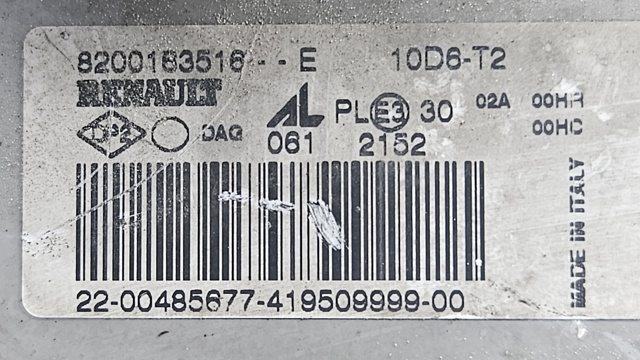 8200163516 - - E 10D6-T2
RENAULT
DAG AL 061 PL E3 30 2152 02A 00HR 00HC
22-00485677-419509999-00
MADE IN ITALY